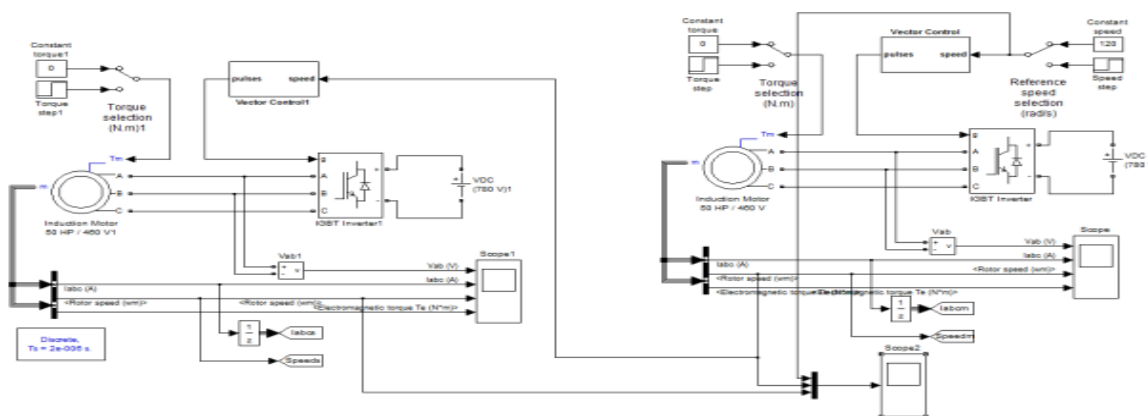 Constant
torque1
0
Torque
step1
Torque
selection
(N.m)1
pulses
speed
Vector Control1
Tm
m
A
B
C
Induction Motor
50 HP / 460 V1
g
A
B
C
+
-
IGBT Inverter1
VDC
(780 V)1
Vab1
+
-
v
Vab (V)
Scope1
Iabc (A)
Iabc (A)
<Rotor speed (wm)>
<Rotor speed (wm)>
<Electromagnetic torque Te (N*m)>
1
2
Iabcs
Speeds
Discrete,
Ts = 2e-006 s.
Constant
torque
0
Torque
step
Torque
selection
(N.m)
Vector Control
pulses
speed
Constant
speed
120
Speed
step
Reference
speed
selection
(rad/s)
Tm
m
A
B
C
Induction Motor
50 HP / 460 V
g
A
B
C
+
-
IGBT Inverter
VDC
(780
Vab
+
-
v
Vab (V)
Scope
Iabc (A)
Iabc (A)
<Rotor speed (wm)>
<Rotor speed (wm)>
1
2
Iabcm
Speedm
Scope2